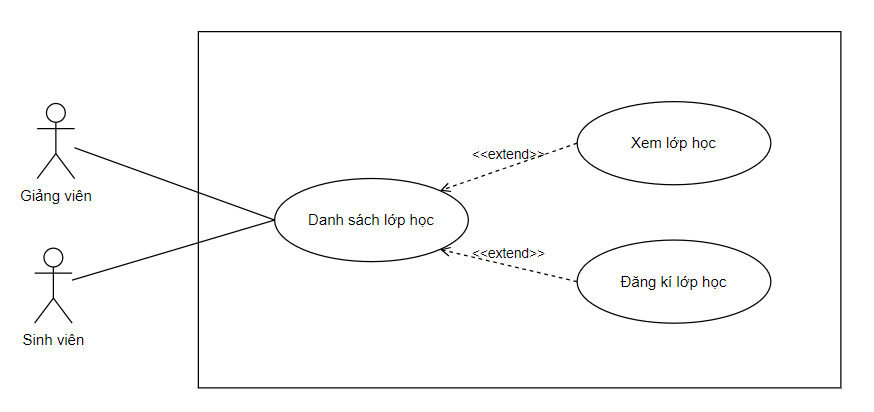 Giảng viên
Sinh viên
Danh sách lớp học
<<extend>>
<<extend>>
Xem lớp học
Đăng kí lớp học